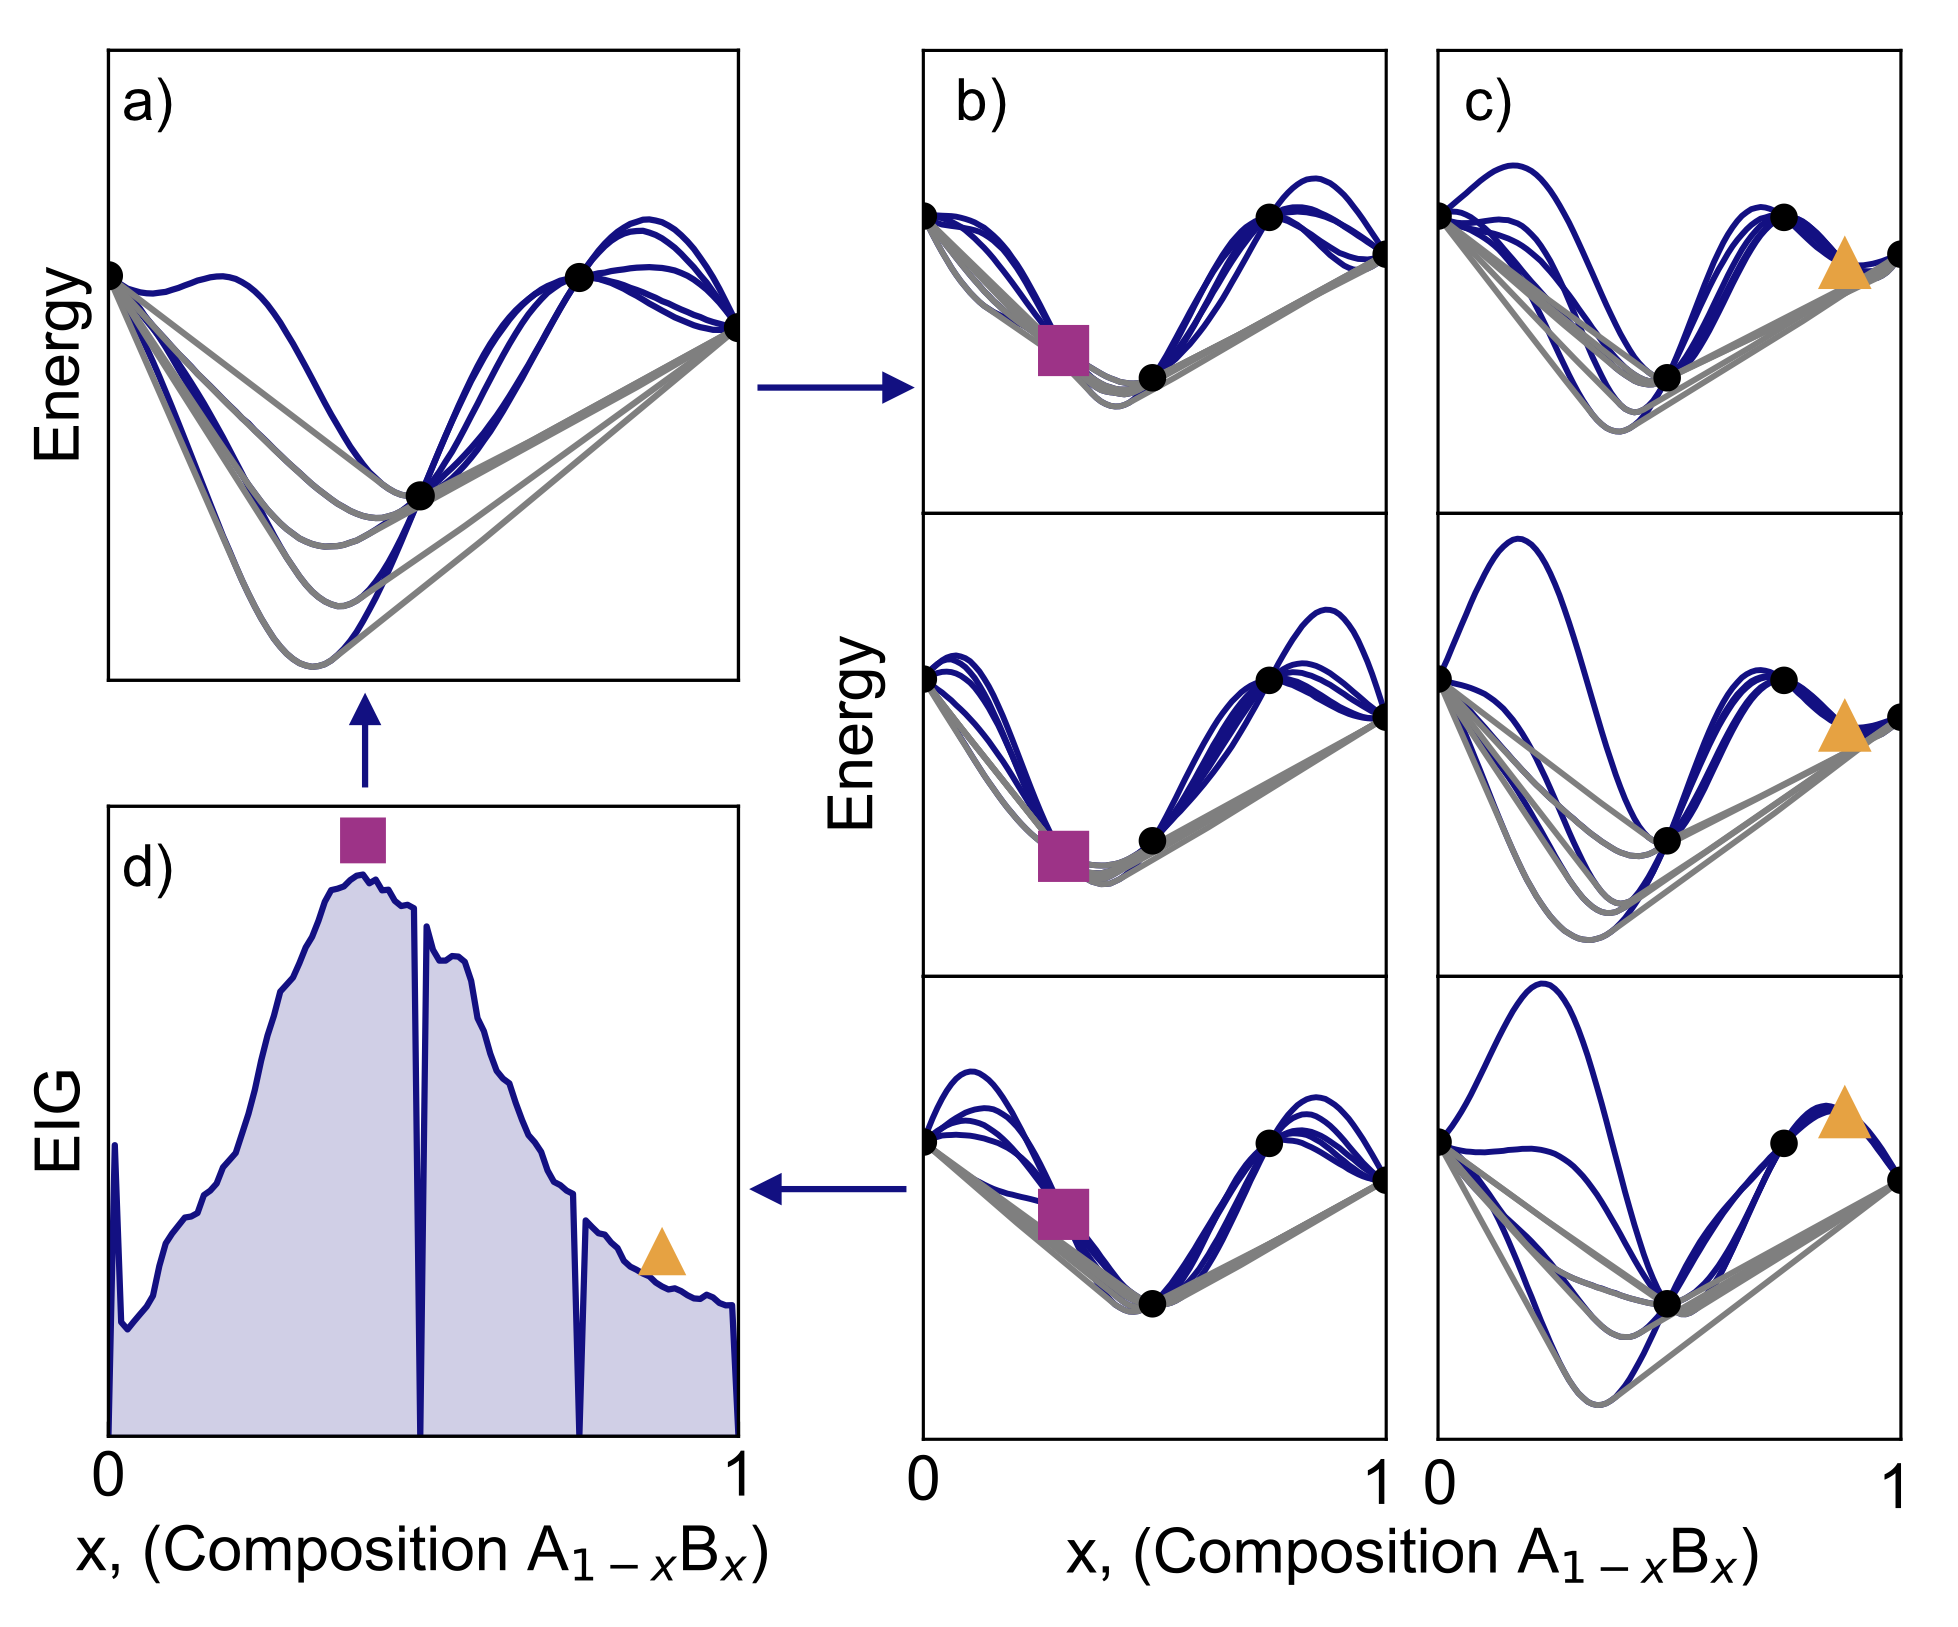 a)
b)
c)
Energy
Energy
d)
EIG
0
1
x, (Composition A₁₋ₓBₓ)
0
1
0
1
x, (Composition A₁₋ₓBₓ)